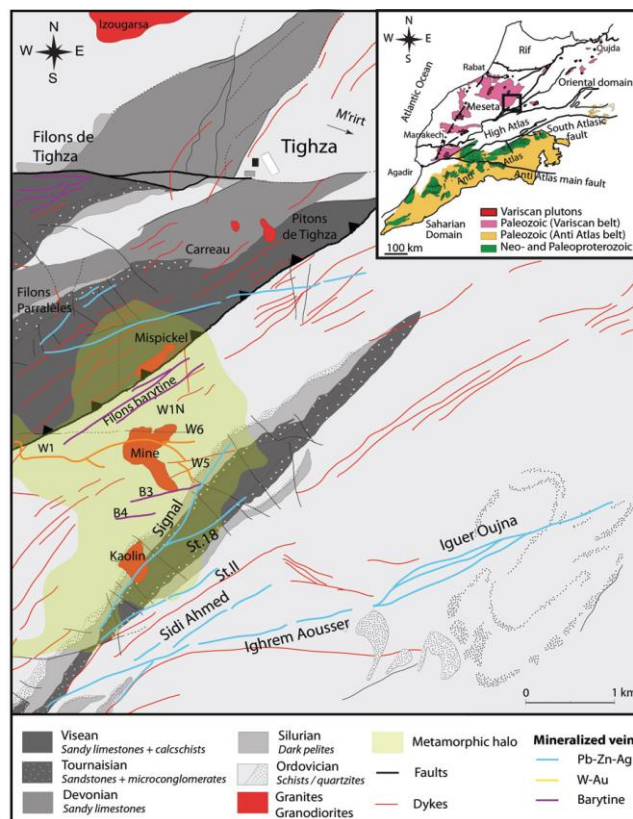 Izougarsa
N
W E
S
Filons de
Tighza
M'rirt
Tighza
Pitons
de Tighza
Carreau
Filons
Parralèles
Mispickel
Filons barytine
W1N
W1
W6
Mine
W5
B3
B4
Signal
St.18
Kaolin
St.II
Sidi Ahmed
Iguer Oujna
Ighrem Aousser
0 1 km
N
W E
S
Rif
Oujda
Rabat
Oriental domain
Atlantic Ocean
Meseta
High Atlas
South Atlasic
fault
Marrakech
Agadir
Anti Atlas
Anti Atlas main fault
Saharian
Domain
100 km
Variscan plutons
Paleozoic (Variscan belt)
Paleozoic (Anti Atlas belt)
Neo- and Paleoproterozoic
Visean
Sandy limestones + calcschists
Tournaisian
Sandstones + microconglomerates
Devonian
Sandy limestones
Silurian
Dark pelites
Ordovician
Schists / quartzites
Granites
Granodiorites
Metamorphic halo
Faults
Dykes
Mineralized vein
Pb-Zn-Ag
W-Au
Barytine